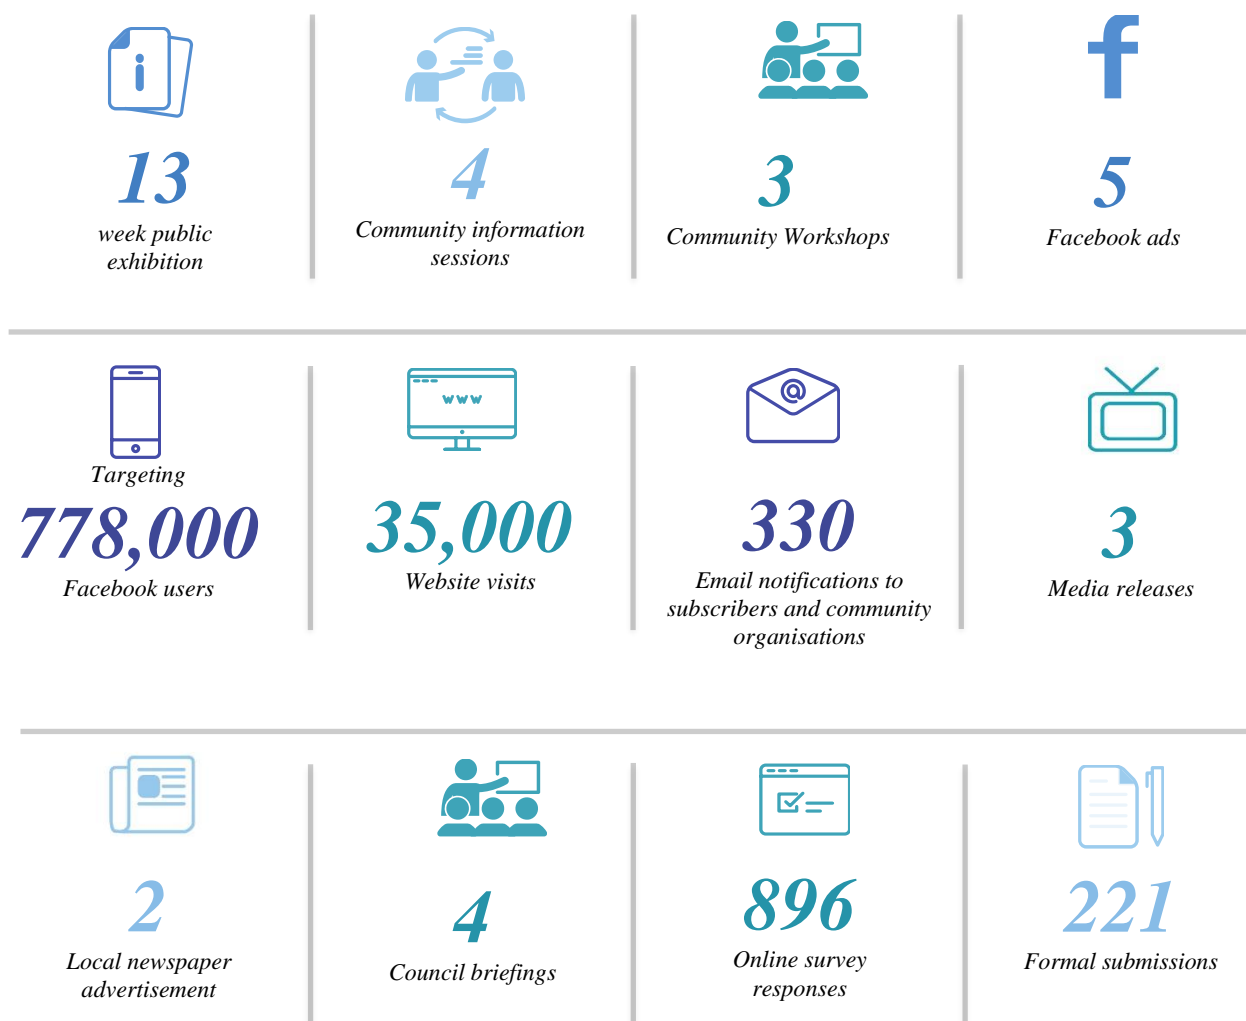 13
week public
exhibition
4
Community information
sessions
3
Community Workshops
5
Facebook ads
Targeting
778,000
Facebook users
www
35,000
Website visits
@
330
Email notifications to
subscribers and community
organisations
3
Media releases
2
Local newspaper
advertisement
4
Council briefings
896
Online survey
responses
221
Formal submissions